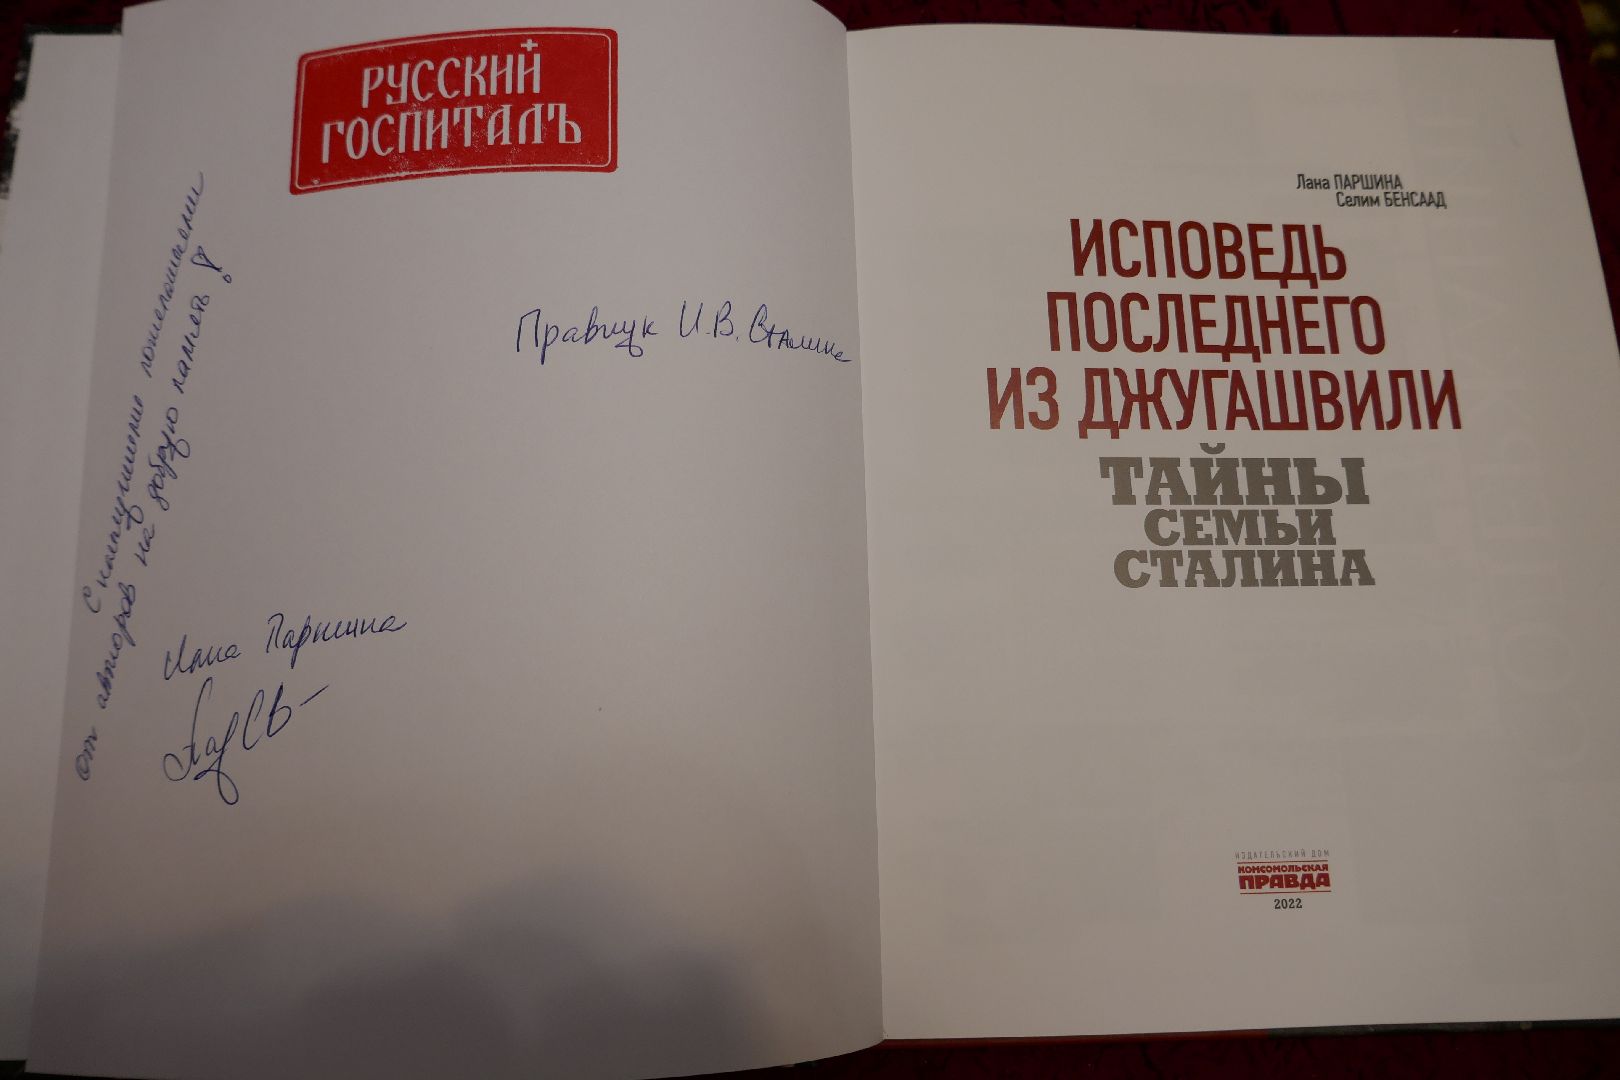 РУССКИЙ
ГОСПИТАЛЪ
С наилучшими пожеланиями
от авторов на добрую память!
Правнук И.В. Сталина
Лана Паршина
Лана ПАРШИНА
Селим БЕНСААД
ИСПОВЕДЬ
ПОСЛЕДНЕГО
ИЗ ДЖУГАШВИЛИ
ТАЙНЫ
СЕМЬИ
СТАЛИНА
ИЗДАТЕЛЬСКИЙ ДОМ
КОМСОМОЛЬСКАЯ
ПРАВДА
2022